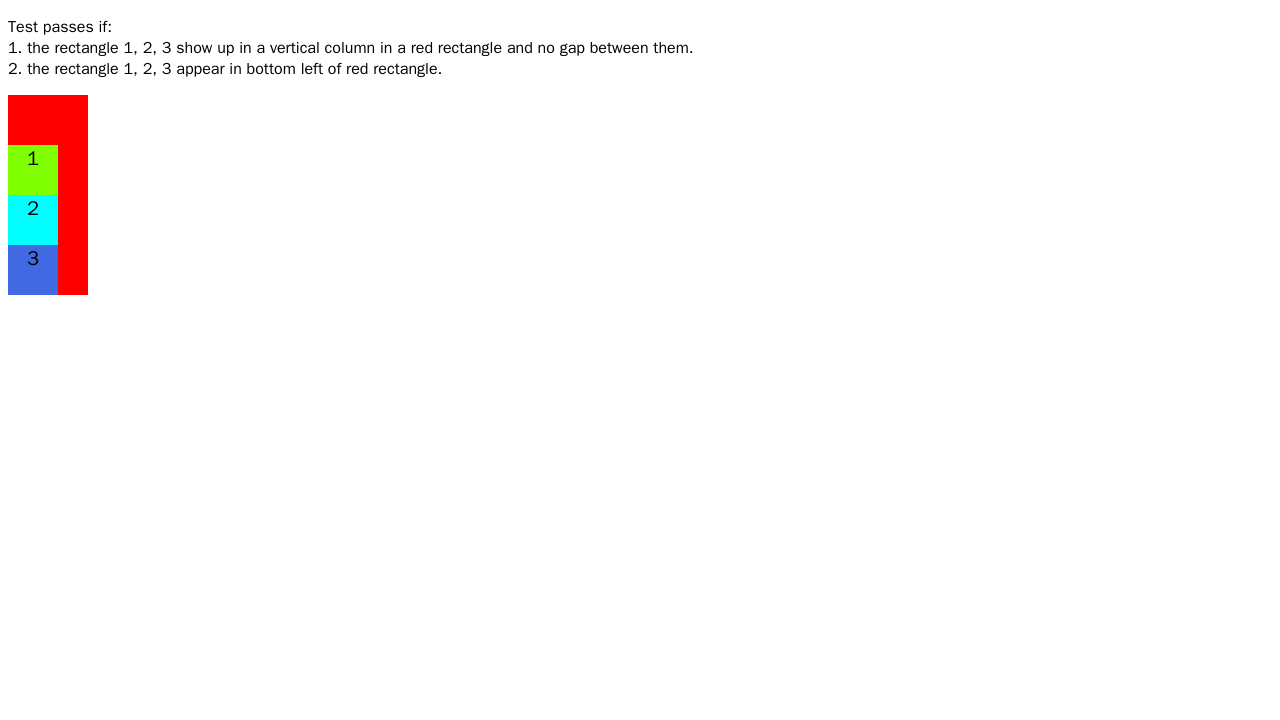 Test passes if:
1. the rectangle 1, 2, 3 show up in a vertical column in a red rectangle and no gap between them.
2. the rectangle 1, 2, 3 appear in bottom left of red rectangle.
1
2
3